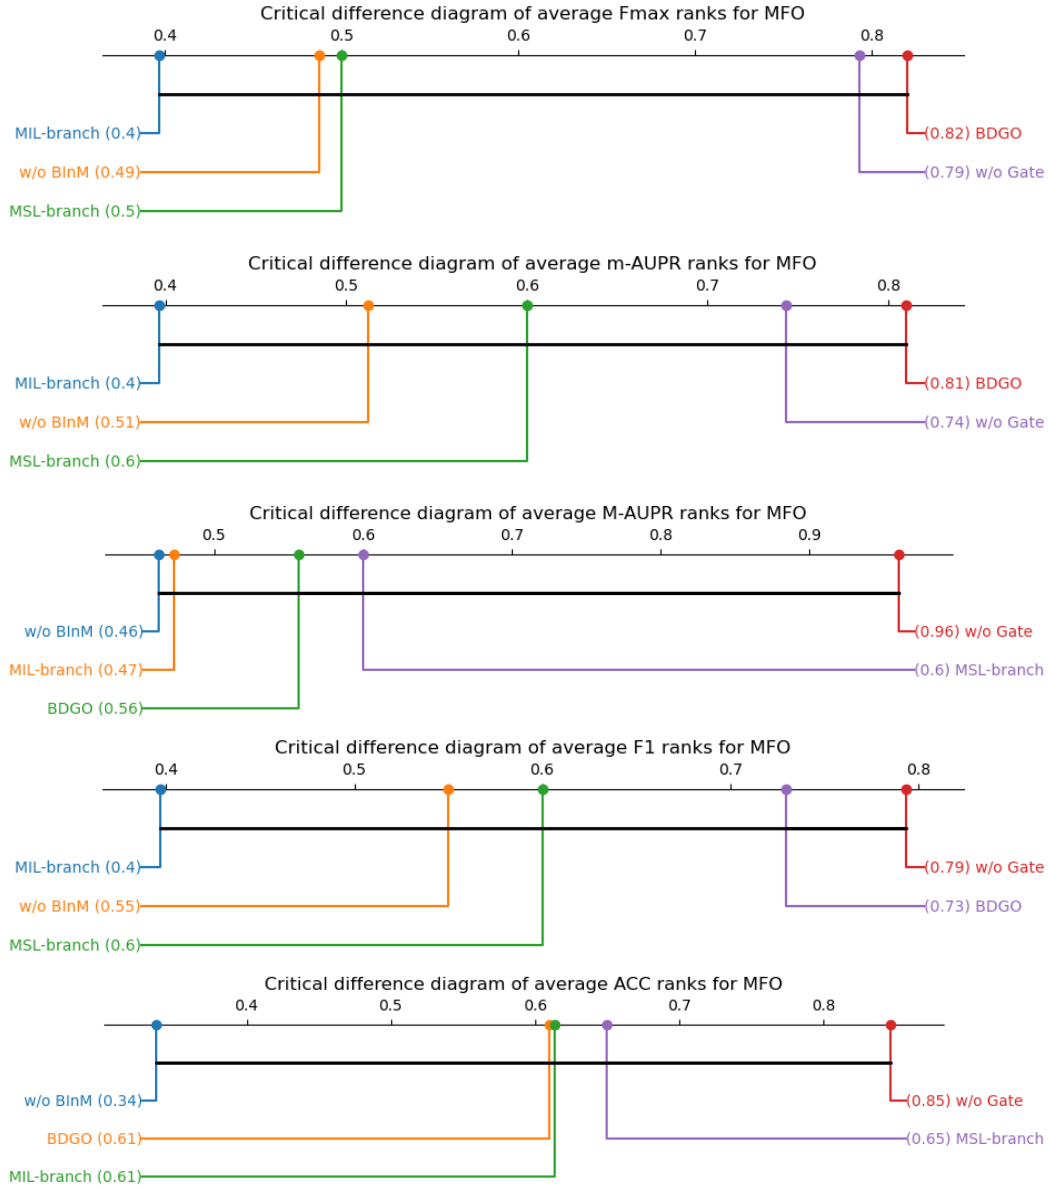 Critical difference diagram of average Fmax ranks for MFO
0.4 0.5 0.6 0.7 0.8
MIL-branch (0.4) (0.82) BDGO
w/o BInM (0.49) (0.79) w/o Gate
MSL-branch (0.5)
Critical difference diagram of average m-AUPR ranks for MFO
0.4 0.5 0.6 0.7 0.8
MIL-branch (0.4) (0.81) BDGO
w/o BInM (0.51) (0.74) w/o Gate
MSL-branch (0.6)
Critical difference diagram of average M-AUPR ranks for MFO
0.5 0.6 0.7 0.8 0.9
w/o BInM (0.46) (0.96) w/o Gate
MIL-branch (0.47) (0.6) MSL-branch
BDGO (0.56)
Critical difference diagram of average F1 ranks for MFO
0.4 0.5 0.6 0.7 0.8
MIL-branch (0.4) (0.79) w/o Gate
w/o BInM (0.55) (0.73) BDGO
MSL-branch (0.6)
Critical difference diagram of average ACC ranks for MFO
0.4 0.5 0.6 0.7 0.8
w/o BInM (0.34) (0.85) w/o Gate
BDGO (0.61) (0.65) MSL-branch
MIL-branch (0.61)